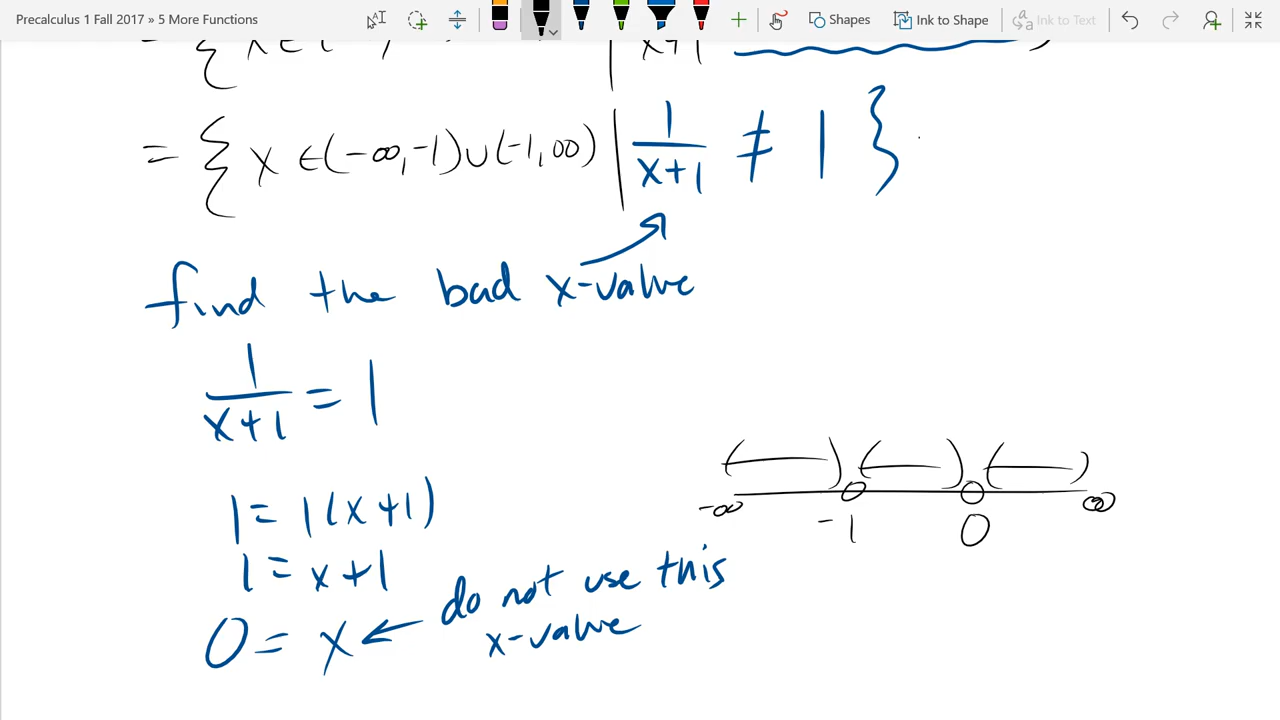 Precalculus 1 Fall 2017 » 5 More Functions
Shapes
Ink to Shape
Ink to Text
x+1
= { x ∈ (-∞,-1) ∪ (-1,∞) | 1/(x+1) ≠ 1 }
find the bad x-value
1/(x+1) = 1
1 = 1(x+1)
1 = x+1
0 = x ← do not use this
x-value
-∞ -1 0 ∞